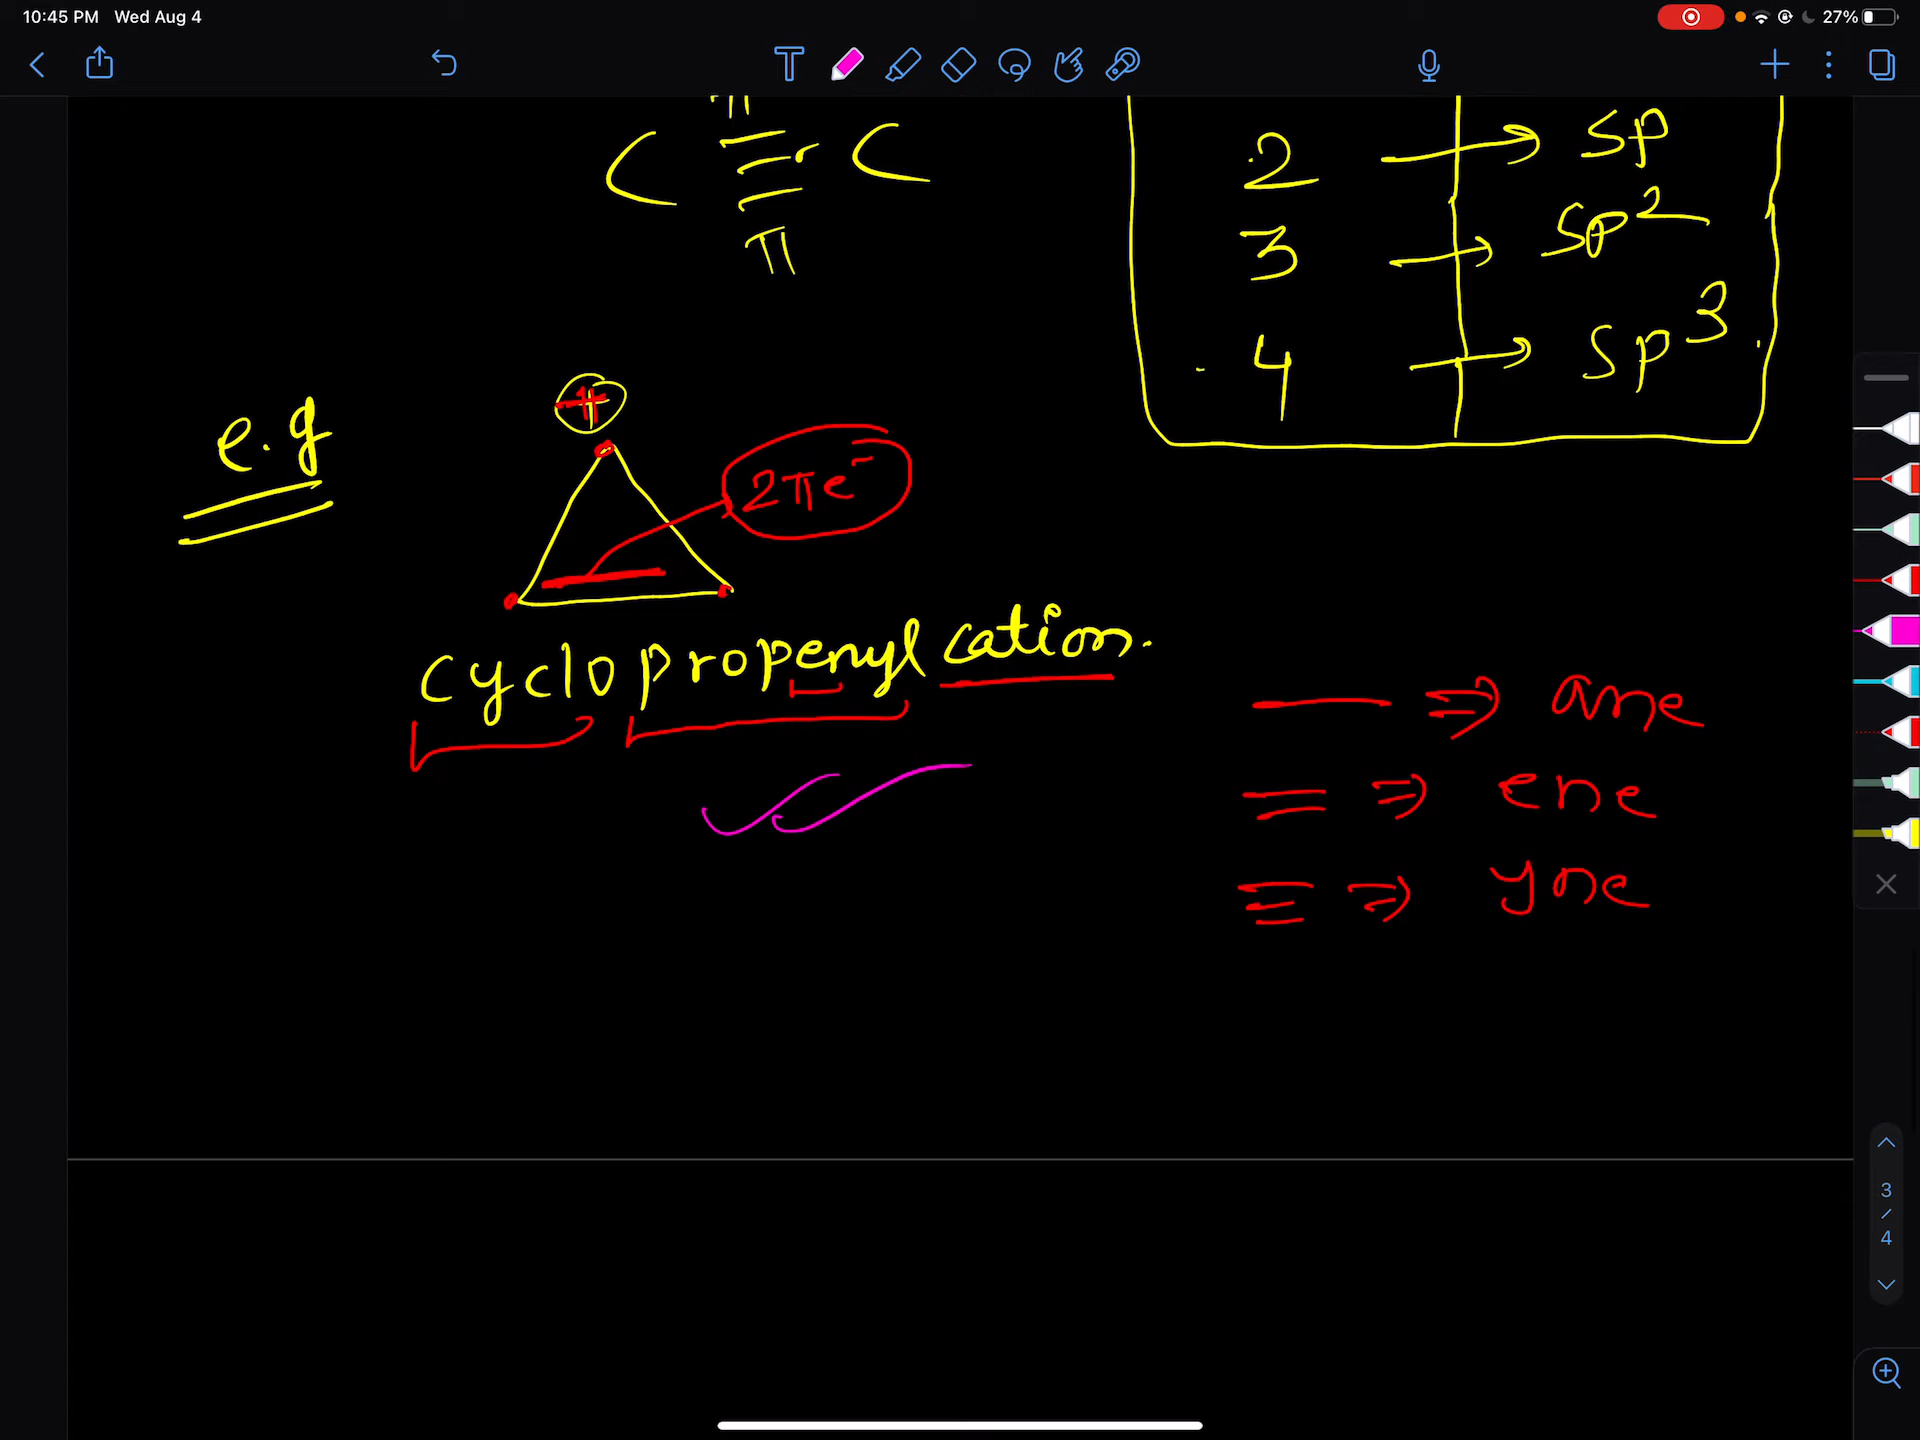 10:45 PM Wed Aug 4
27%
π
C ≡ C
π
2 → sp
3 → sp²
4 → sp³
e.g
+
2πe⁻
cyclopropenyl cation.
— ⇒ ane
= ⇒ ene
≡ ⇒ yne
3
/
4